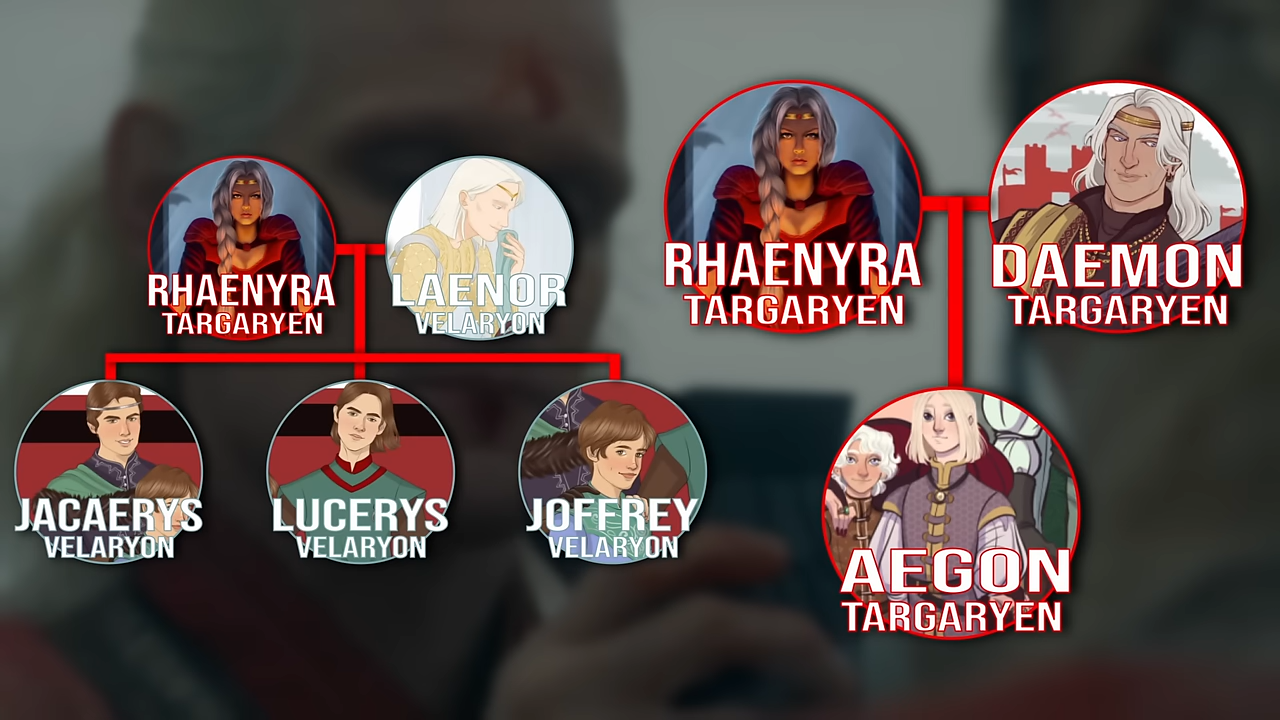 RHAENYRA
TARGARYEN
LAENOR
VELARYON
JACAERYS
VELARYON
LUCERYS
VELARYON
JOFFREY
VELARYON
RHAENYRA
TARGARYEN
DAEMON
TARGARYEN
AEGON
TARGARYEN